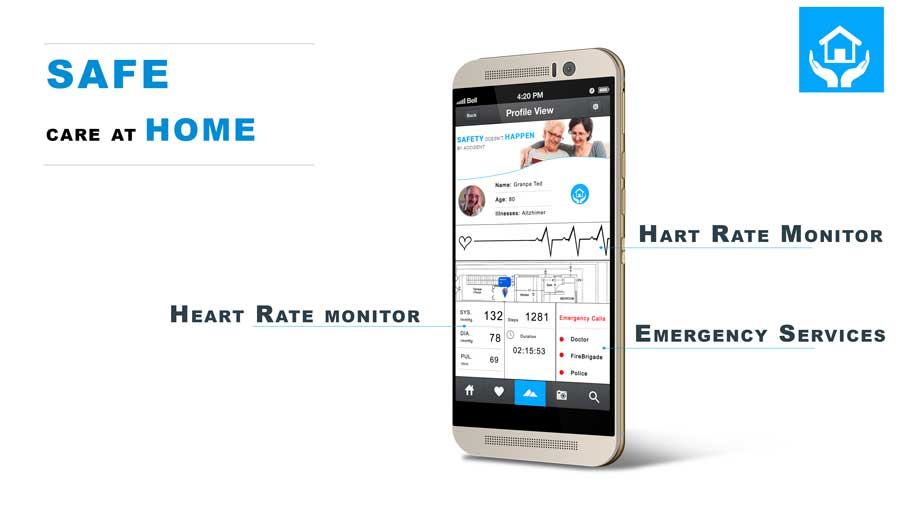 SAFE
CARE AT HOME
Bell
4:20 PM
Back
Profile View
SAFETY DOESN'T HAPPEN
BY ACCIDENT
Name: Granpa Ted
Age: 80
Illnesses: Altzhimer
HART RATE MONITOR
HEART RATE MONITOR
SYS. 132
DIA. 78
PUL. 69
Steps 1281
Duration
02:15:53
Emergency Calls
Doctor
FireBrigade
Police
EMERGENCY SERVICES